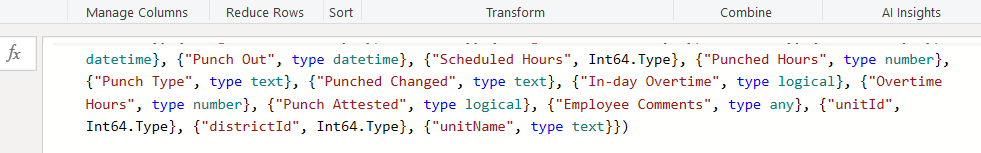 Manage Columns Reduce Rows Sort Transform Combine AI Insights
fx
datetime}, {"Punch Out", type datetime}, {"Scheduled Hours", Int64.Type}, {"Punched Hours", type number},
{"Punch Type", type text}, {"Punched Changed", type text}, {"In-day Overtime", type logical}, {"Overtime
Hours", type number}, {"Punch Attested", type logical}, {"Employee Comments", type any}, {"unitId",
Int64.Type}, {"districtId", Int64.Type}, {"unitName", type text}})